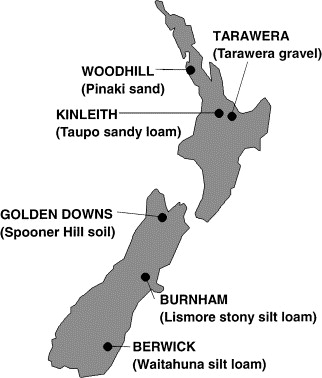 TARAWERA
(Tarawera gravel)
WOODHILL
(Pinaki sand)
KINLEITH
(Taupo sandy loam)
GOLDEN DOWNS
(Spooner Hill soil)
BURNHAM
(Lismore stony silt loam)
BERWICK
(Waitahuna silt loam)